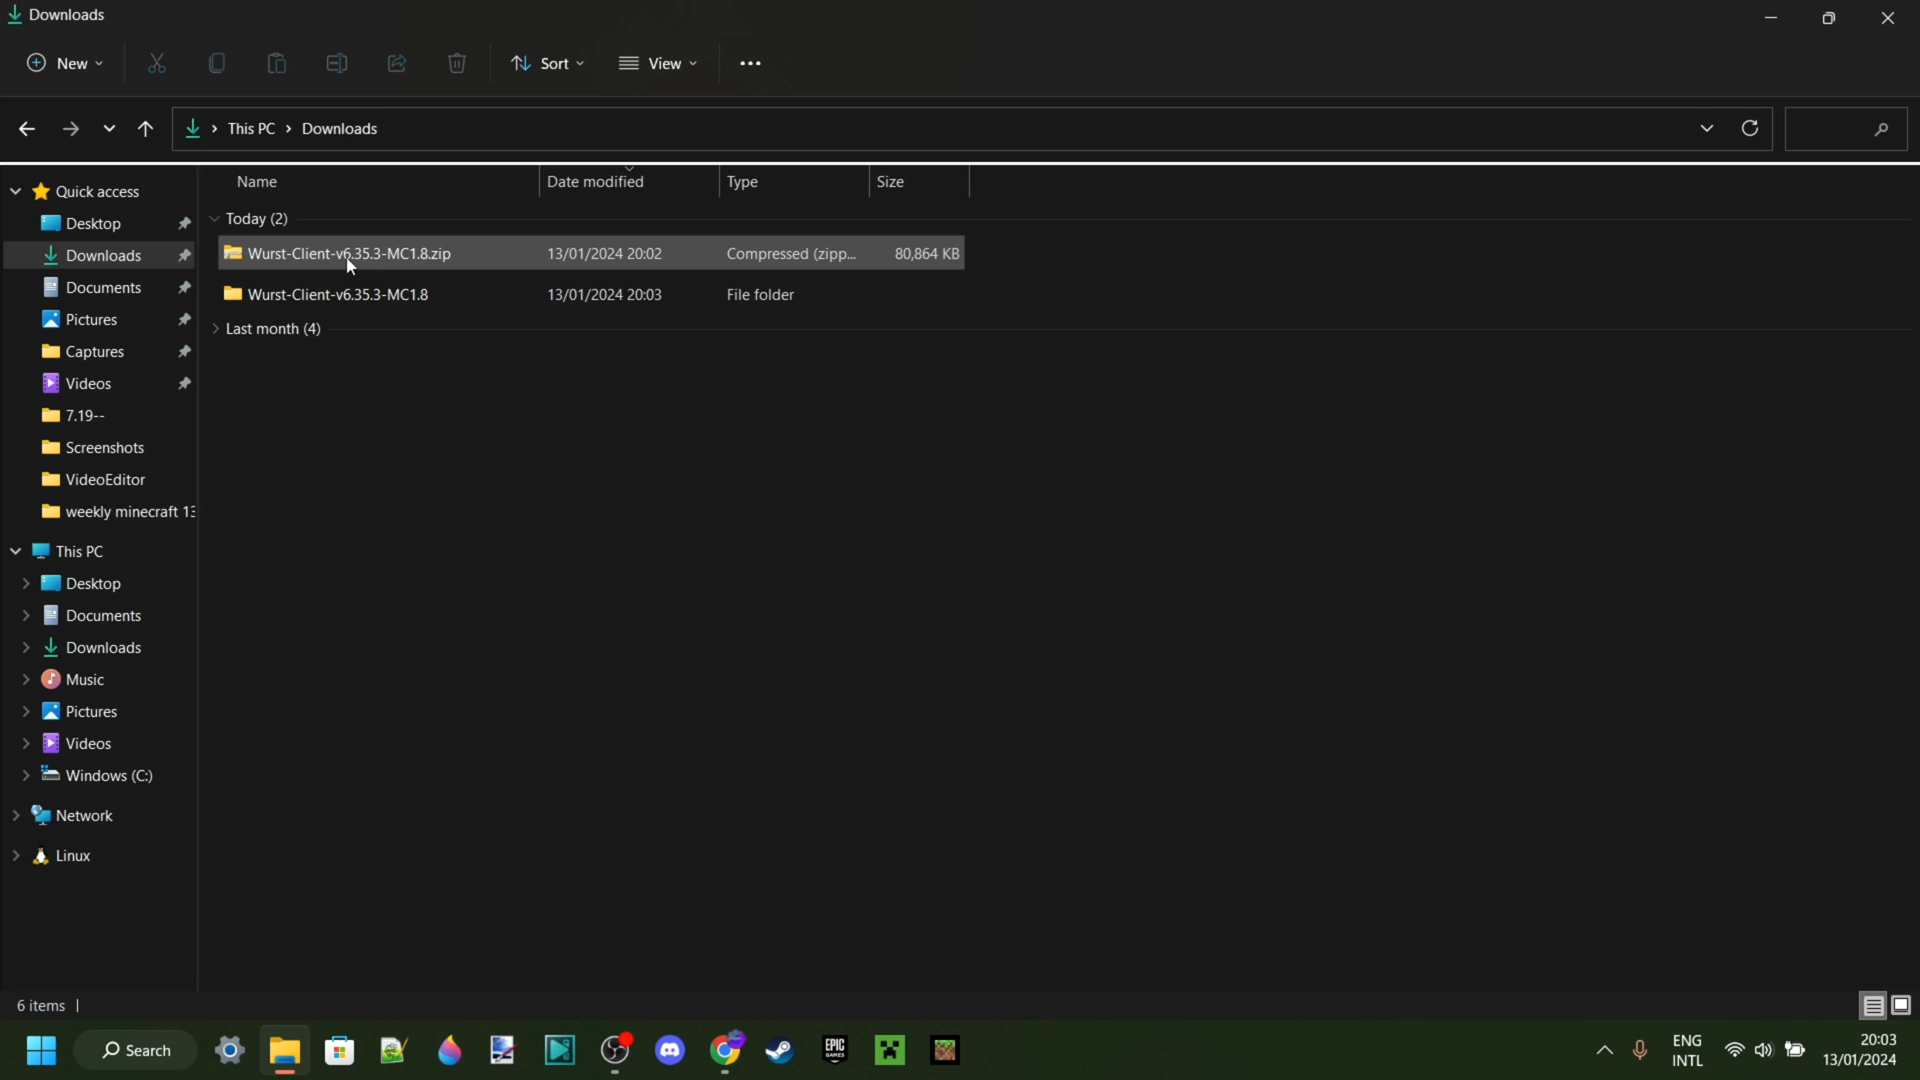 Downloads
New
Sort
View
This PC
Downloads
Name
Date modified
Type
Size
Quick access
Desktop
Downloads
Documents
Pictures
Captures
Videos
7.19--
Screenshots
VideoEditor
weekly minecraft 13
This PC
Desktop
Documents
Downloads
Music
Pictures
Videos
Windows (C:)
Network
Linux
Today (2)
Wurst-Client-v6.35.3-MC1.8.zip 13/01/2024 20:02 Compressed (zipp... 80,864 KB
Wurst-Client-v6.35.3-MC1.8 13/01/2024 20:03 File folder
Last month (4)
6 items
Search
EPIC
GAMES
ENG
INTL
20:03
13/01/2024